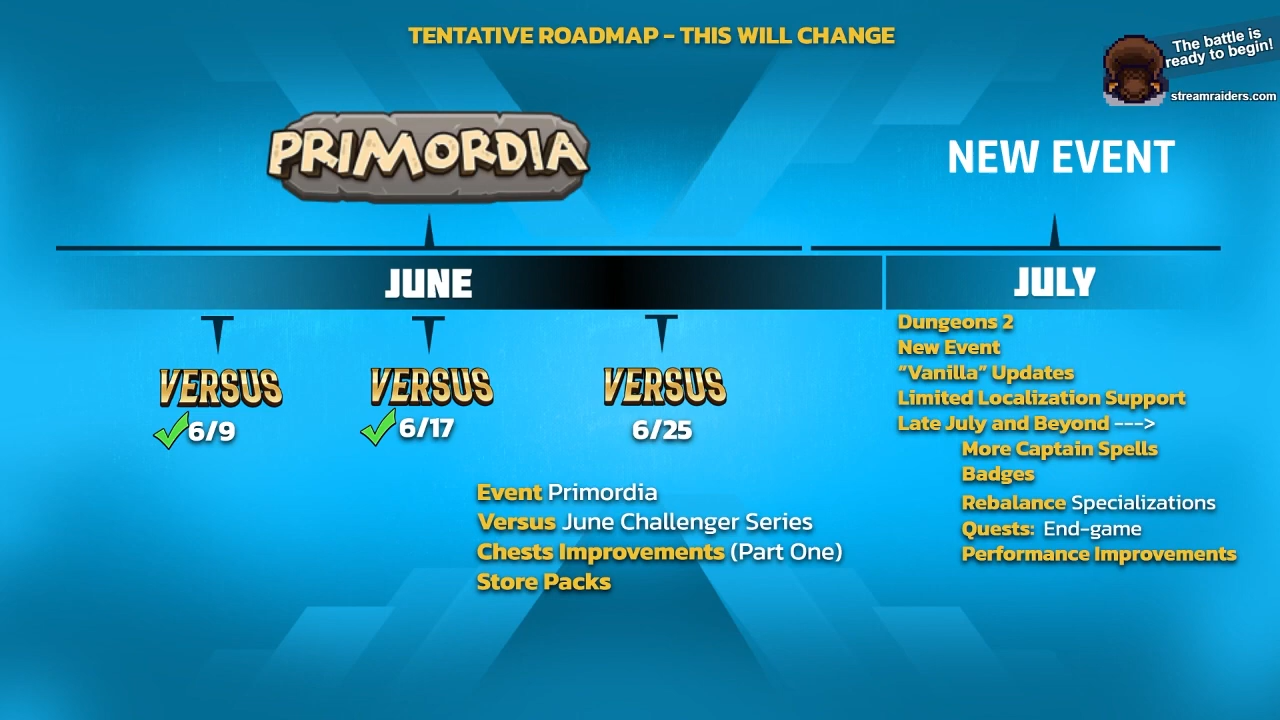 TENTATIVE ROADMAP - THIS WILL CHANGE
The battle is
ready to begin!
streamraiders.com
PRIMORDIA
NEW EVENT
JUNE
JULY
VERSUS
6/9
VERSUS
6/17
VERSUS
6/25
Event Primordia
Versus June Challenger Series
Chests Improvements (Part One)
Store Packs
Dungeons 2
New Event
“Vanilla” Updates
Limited Localization Support
Late July and Beyond --->
More Captain Spells
Badges
Rebalance Specializations
Quests: End-game
Performance Improvements